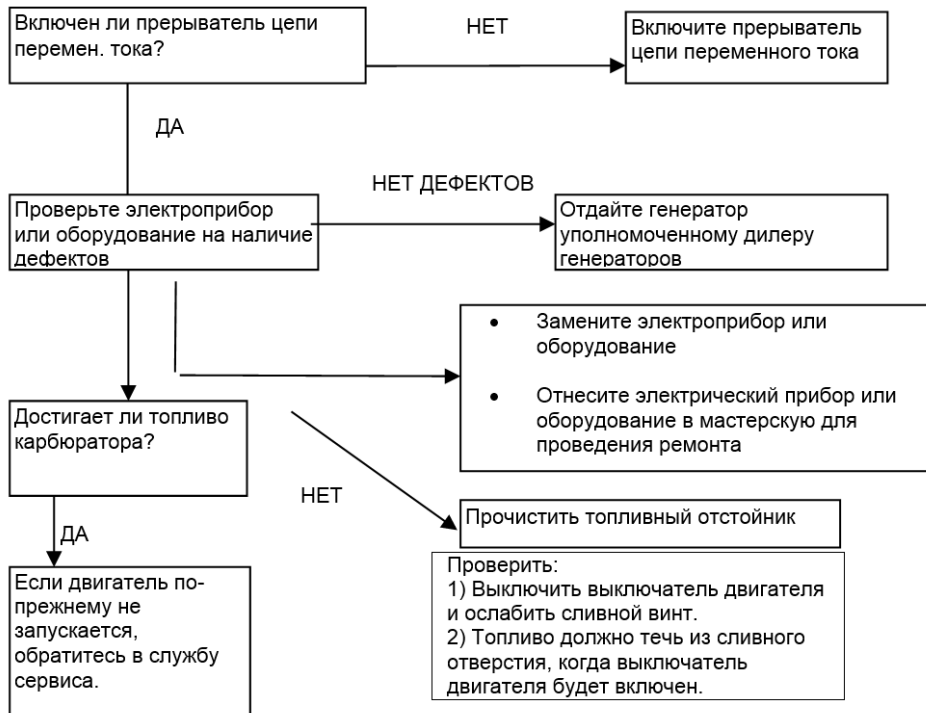 Включен ли прерыватель цепи
перемен. тока?
НЕТ
Включите прерыватель
цепи переменного тока
ДА
НЕТ ДЕФЕКТОВ
Проверьте электроприбор
или оборудование на наличие
дефектов
Отдайте генератор
уполномоченному дилеру
генераторов
• Замените электроприбор или
оборудование
• Отнесите электрический прибор или
оборудование в мастерскую для
проведения ремонта
Достигает ли топливо
карбюратора?
НЕТ
Прочистить топливный отстойник
ДА
Проверить:
1) Выключить выключатель двигателя
и ослабить сливной винт.
2) Топливо должно течь из сливного
отверстия, когда выключатель
двигателя будет включен.
Если двигатель по-
прежнему не
запускается,
обратитесь в службу
сервиса.